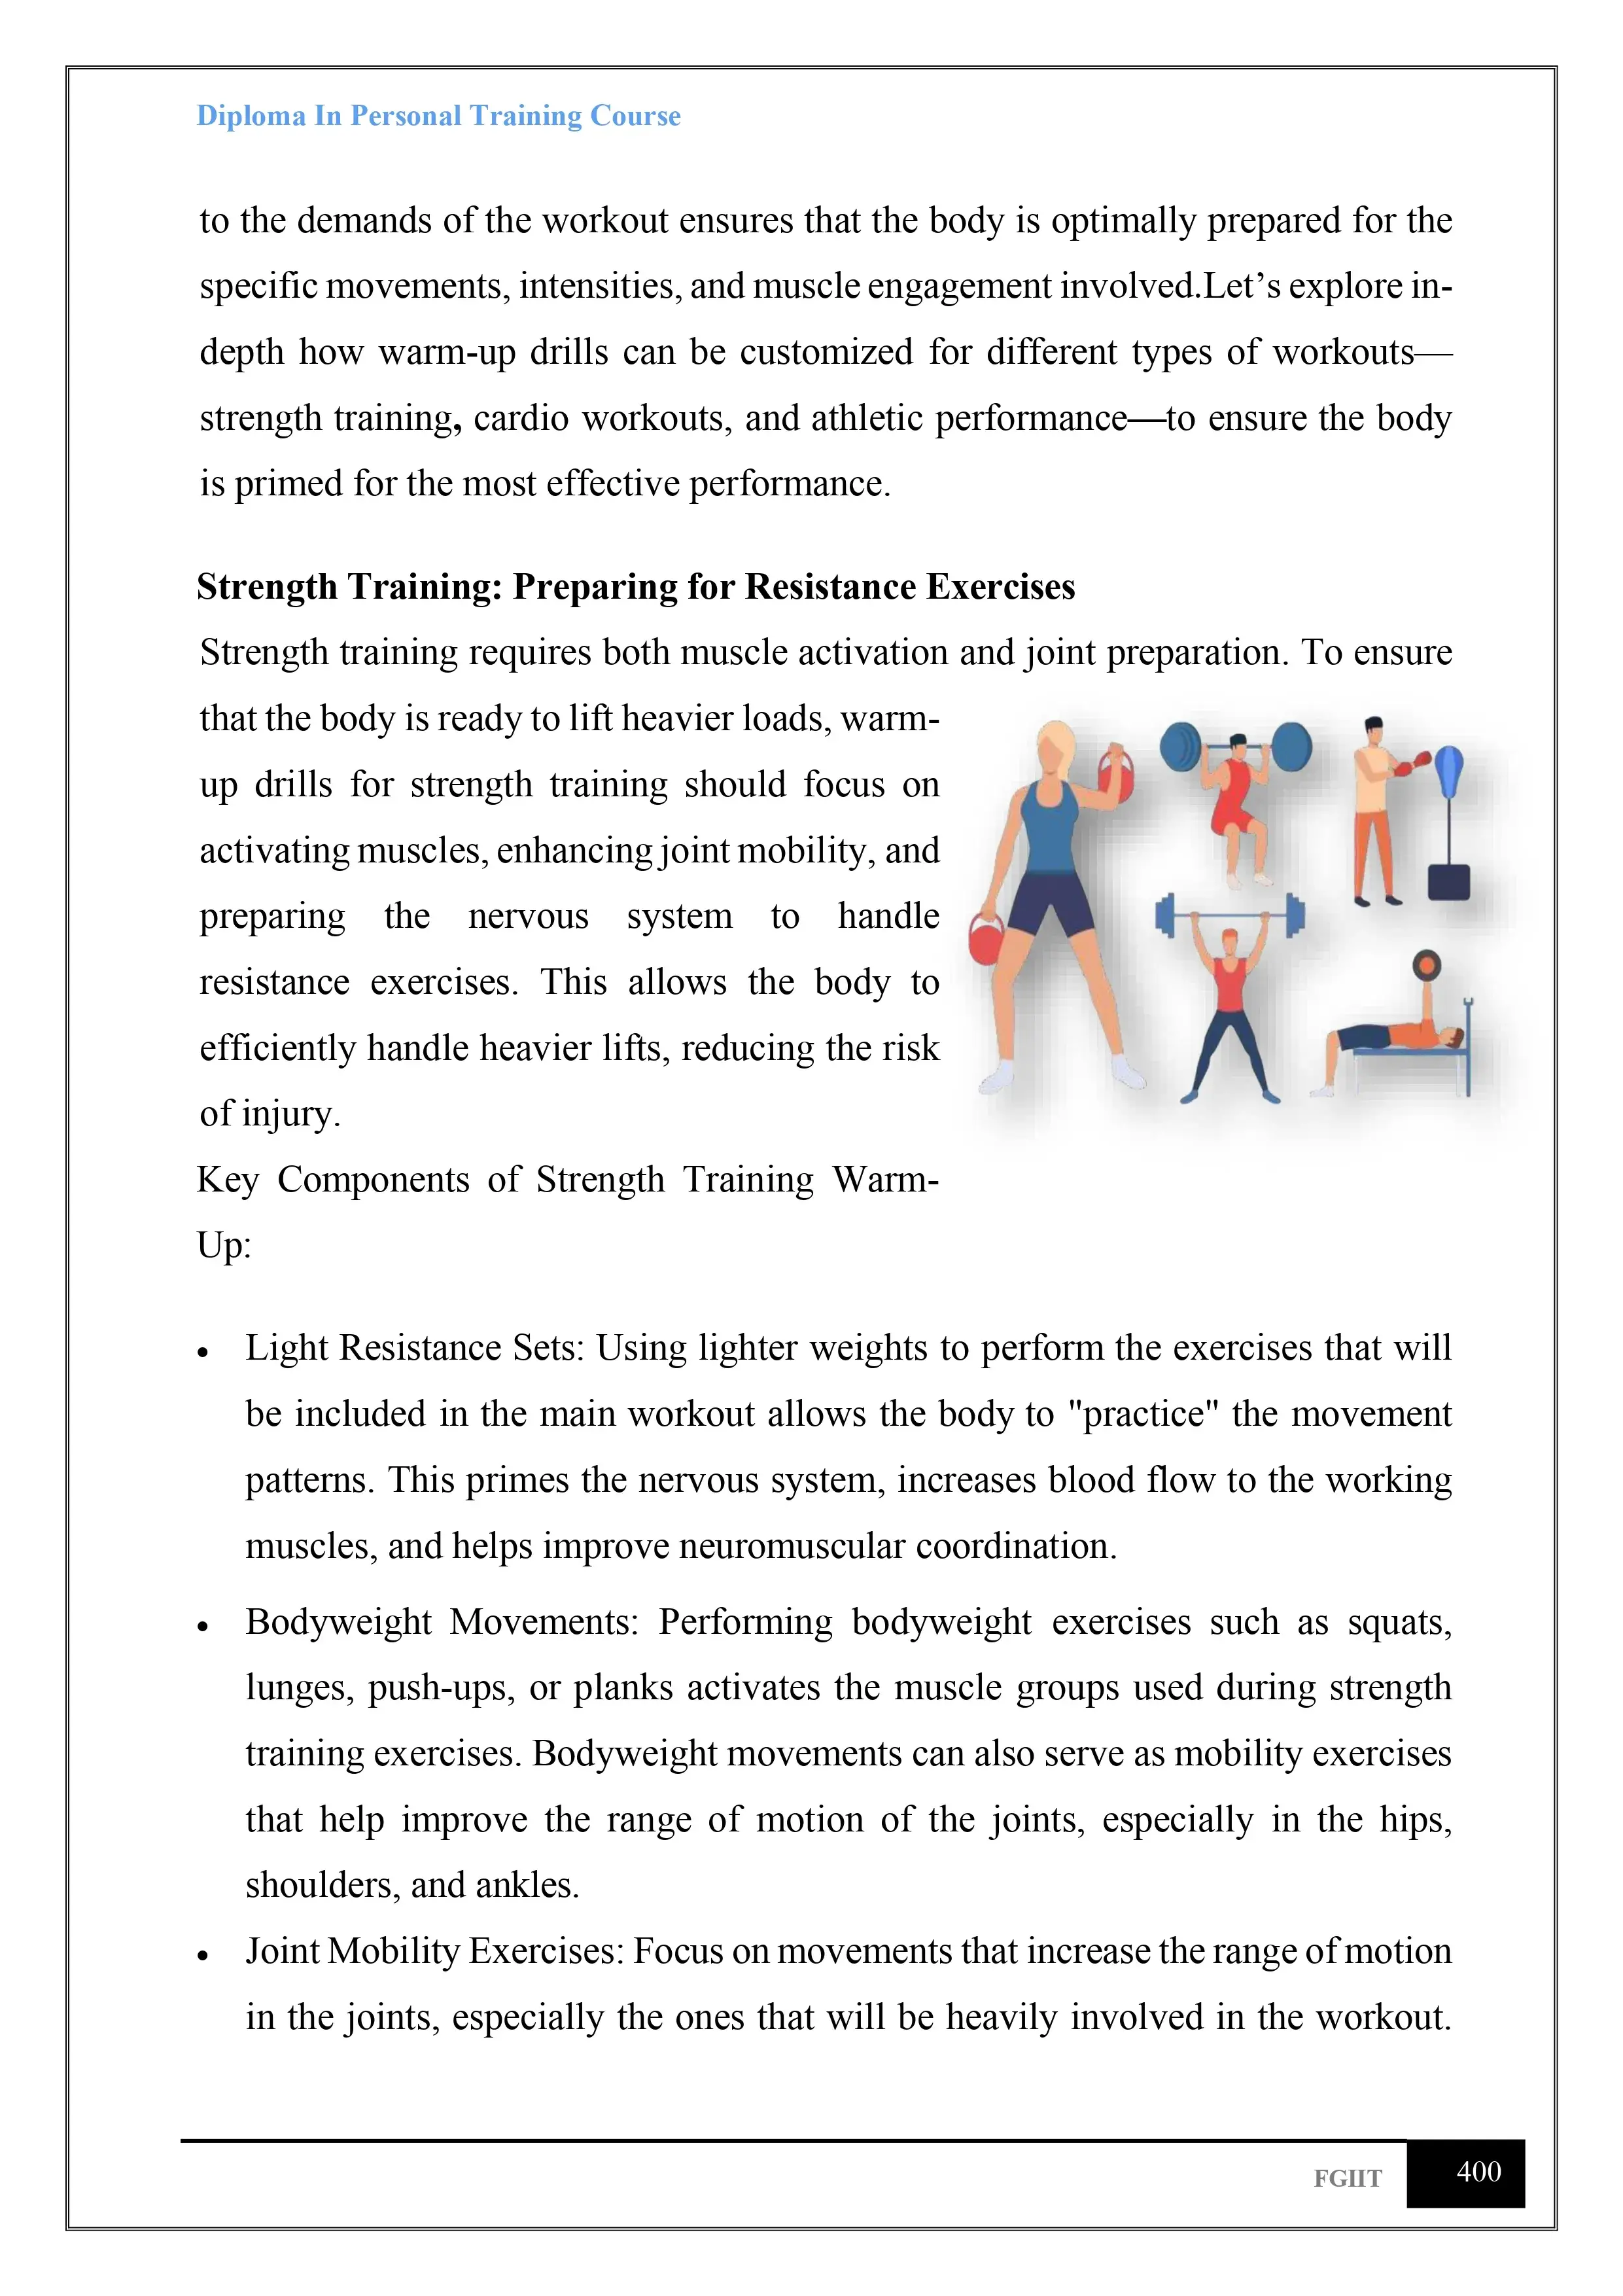 Diploma In Personal Training Course
to the demands of the workout ensures that the body is optimally prepared for the
specific movements, intensities, and muscle engagement involved.Let’s explore in-
depth how warm-up drills can be customized for different types of workouts—
strength training, cardio workouts, and athletic performance—to ensure the body
is primed for the most effective performance.
Strength Training: Preparing for Resistance Exercises
Strength training requires both muscle activation and joint preparation. To ensure
that the body is ready to lift heavier loads, warm-
up drills for strength training should focus on
activating muscles, enhancing joint mobility, and
preparing the nervous system to handle
resistance exercises. This allows the body to
efficiently handle heavier lifts, reducing the risk
of injury.
Key Components of Strength Training Warm-
Up:
• Light Resistance Sets: Using lighter weights to perform the exercises that will
be included in the main workout allows the body to "practice" the movement
patterns. This primes the nervous system, increases blood flow to the working
muscles, and helps improve neuromuscular coordination.
• Bodyweight Movements: Performing bodyweight exercises such as squats,
lunges, push-ups, or planks activates the muscle groups used during strength
training exercises. Bodyweight movements can also serve as mobility exercises
that help improve the range of motion of the joints, especially in the hips,
shoulders, and ankles.
• Joint Mobility Exercises: Focus on movements that increase the range of motion
in the joints, especially the ones that will be heavily involved in the workout.
FGIIT 400